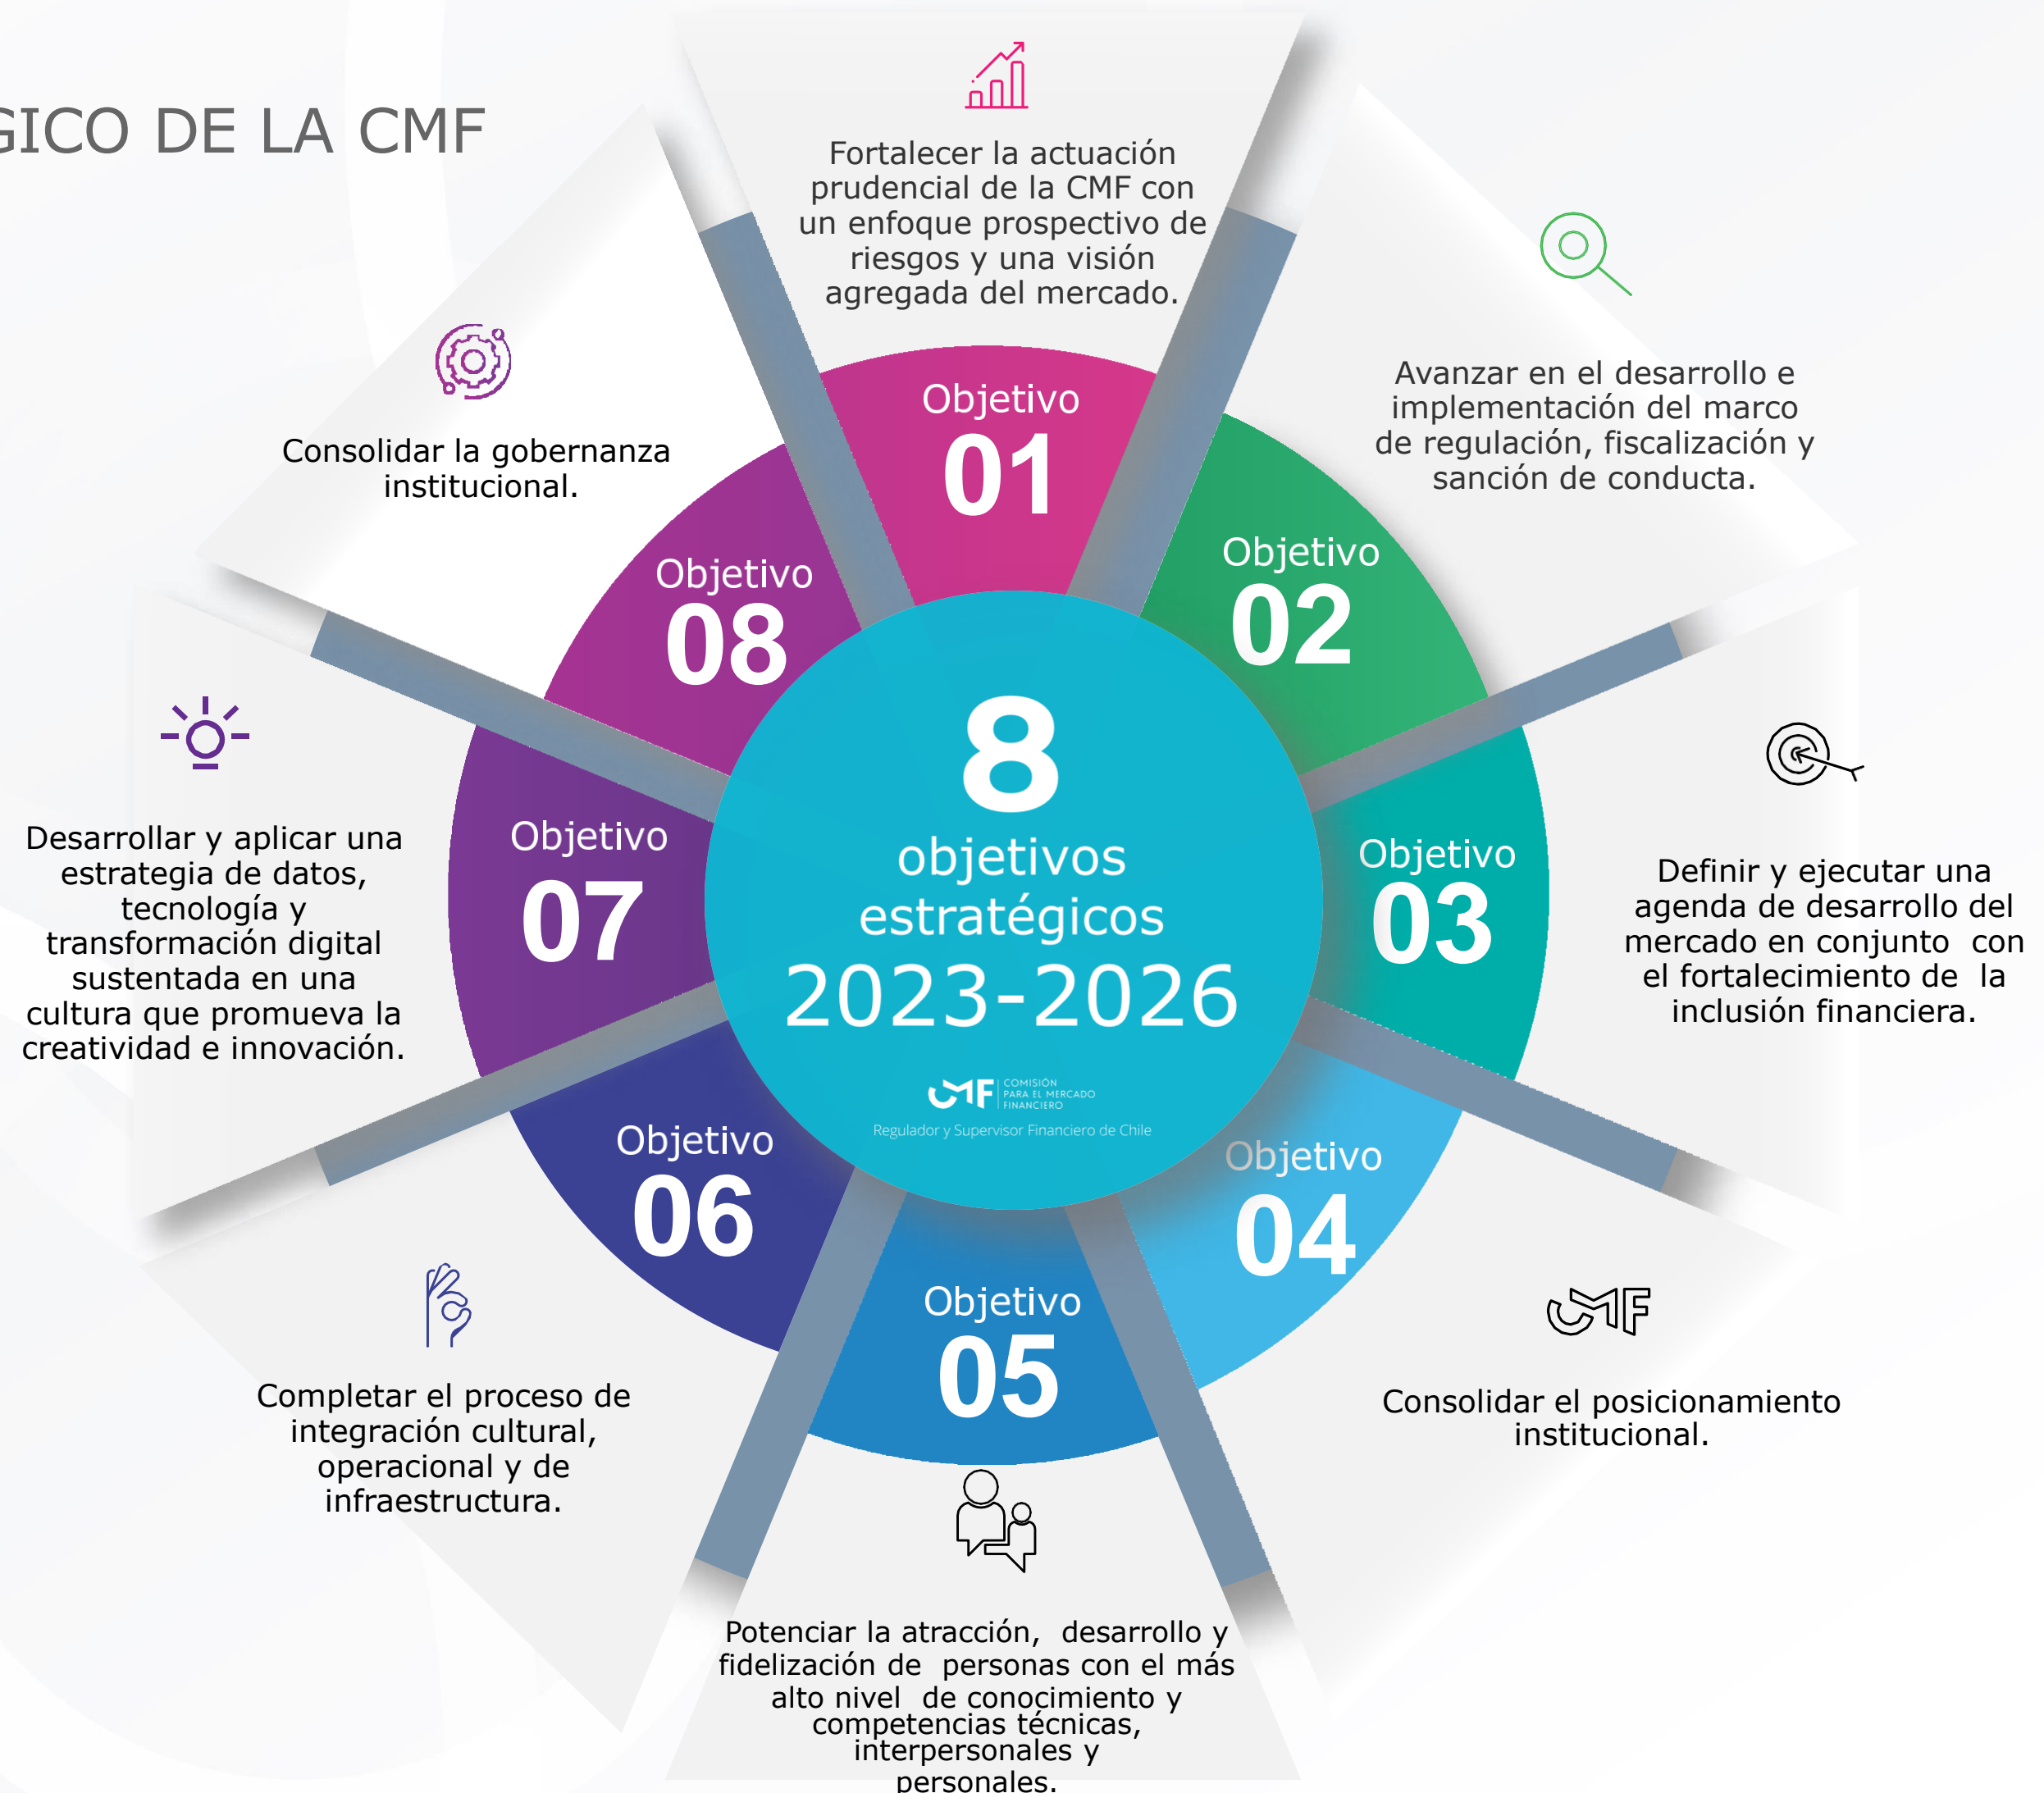 GICO DE LA CMF
Fortalecer la actuación
prudencial de la CMF con
un enfoque prospectivo de
riesgos y una visión
agregada del mercado.
Objetivo
01
Avanzar en el desarrollo e
implementación del marco
de regulación, fiscalización y
sanción de conducta.
Objetivo
02
Definir y ejecutar una
agenda de desarrollo del
mercado en conjunto con
el fortalecimiento de la
inclusión financiera.
Objetivo
03
Consolidar el posicionamiento
institucional.
Objetivo
04
Potenciar la atracción, desarrollo y
fidelización de personas con el más
alto nivel de conocimiento y
competencias técnicas,
interpersonales y
personales.
Objetivo
05
Completar el proceso de
integración cultural,
operacional y de
infraestructura.
Objetivo
06
Desarrollar y aplicar una
estrategia de datos,
tecnología y
transformación digital
sustentada en una
cultura que promueva la
creatividad e innovación.
Objetivo
07
Consolidar la gobernanza
institucional.
Objetivo
08
8
objetivos
estratégicos
2023-2026
CMF
COMISIÓN
PARA EL MERCADO
FINANCIERO
Regulador y Supervisor Financiero de Chile
CMF